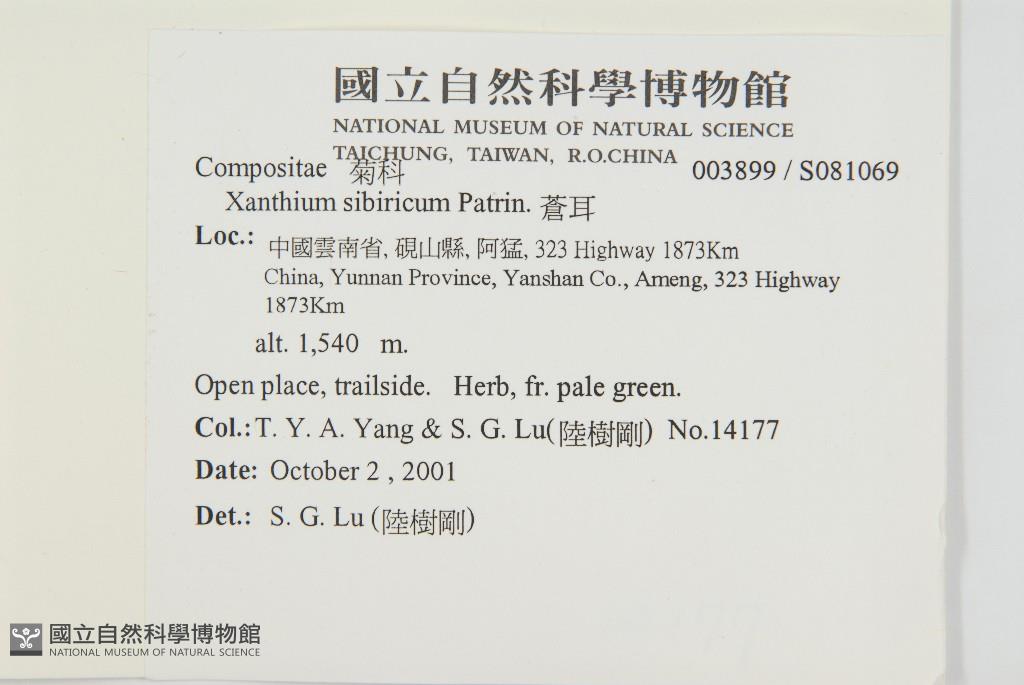 國立自然科學博物館
NATIONAL MUSEUM OF NATURAL SCIENCE
TAICHUNG, TAIWAN, R.O.CHINA
Compositae 菊科 003899 / S081069
Xanthium sibiricum Patrin. 蒼耳
Loc.: 中國雲南省, 硯山縣, 阿猛, 323 Highway 1873Km
China, Yunnan Province, Yanshan Co., Ameng, 323 Highway
1873Km
alt. 1,540 m.
Open place, trailside. Herb, fr. pale green.
Col.: T. Y. A. Yang & S. G. Lu(陸樹剛) No.14177
Date: October 2 , 2001
Det.: S. G. Lu (陸樹剛)
國立自然科學博物館
NATIONAL MUSEUM OF NATURAL SCIENCE